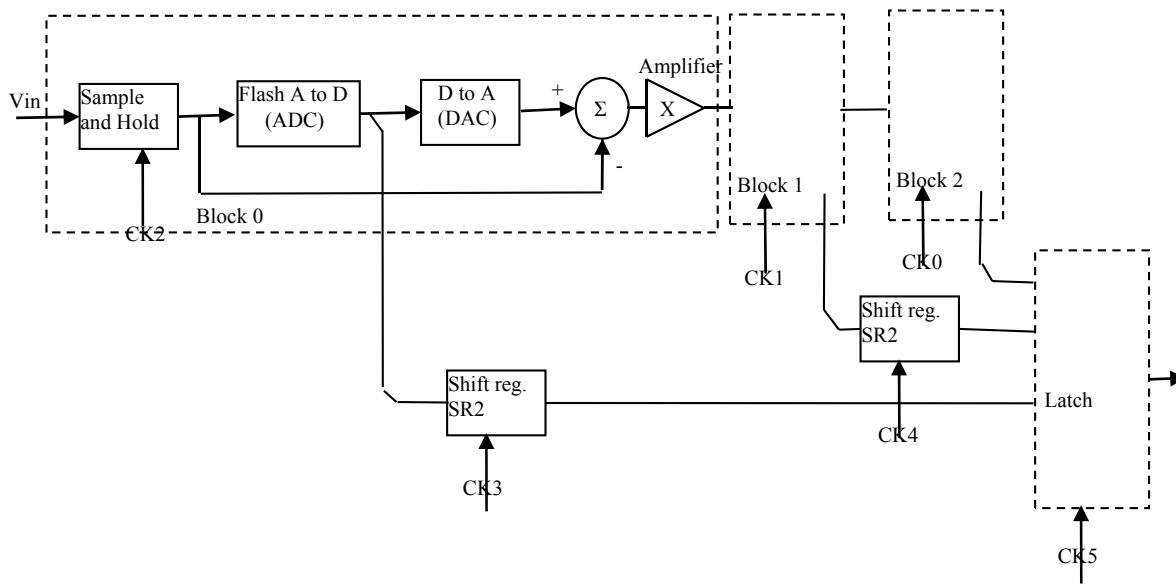 Vin
Sample
and Hold
Flash A to D
(ADC)
D to A
(DAC)
+
Σ
-
Amplifier
X
Block 0
CK2
Block 1
CK1
Block 2
CK0
Shift reg.
SR2
CK4
Shift reg.
SR2
CK3
Latch
CK5